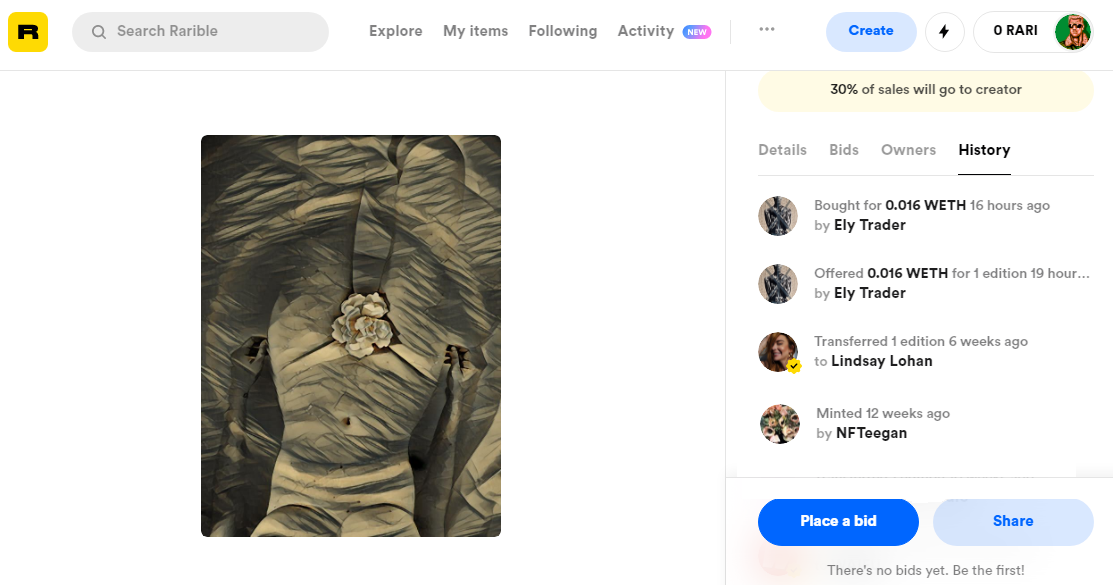 R
Search Rarible
Explore
My items
Following
Activity NEW
Create
0 RARI
30% of sales will go to creator
Details
Bids
Owners
History
Bought for 0.016 WETH 16 hours ago
by Ely Trader
Offered 0.016 WETH for 1 edition 19 hour...
by Ely Trader
Transferred 1 edition 6 weeks ago
to Lindsay Lohan
Minted 12 weeks ago
by NFTeegan
Place a bid
Share
There's no bids yet. Be the first!